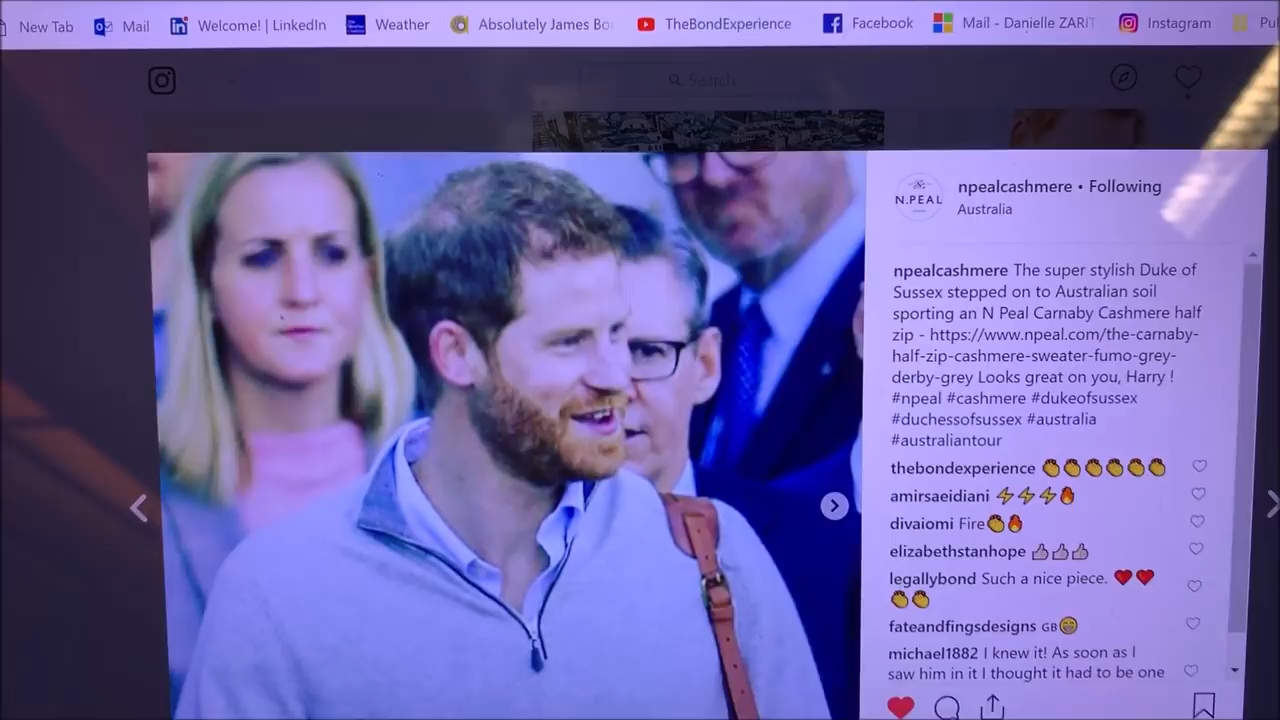 New Tab Mail Welcome! | LinkedIn Weather Absolutely James Bo TheBondExperience Facebook Mail - Danielle ZARIT Instagram Pu
Search
N.PEAL
npealcashmere • Following
Australia
npealcashmere The super stylish Duke of
Sussex stepped on to Australian soil
sporting an N Peal Carnaby Cashmere half
zip - https://www.npeal.com/the-carnaby-
half-zip-cashmere-sweater-fumo-grey-
derby-grey Looks great on you, Harry !
#npeal #cashmere #dukeofsussex
#duchessofsussex #australia
#australiantour
thebondexperience 👏👏👏👏👏👏
amirsaeidiani ⚡⚡⚡🔥
divaiomi Fire👏🔥
elizabethstanhope 👍👍👍
legallybond Such a nice piece. ❤️❤️
👏👏
fateandfingsdesigns GB😁
michael1882 I knew it! As soon as I
saw him in it I thought it had to be one